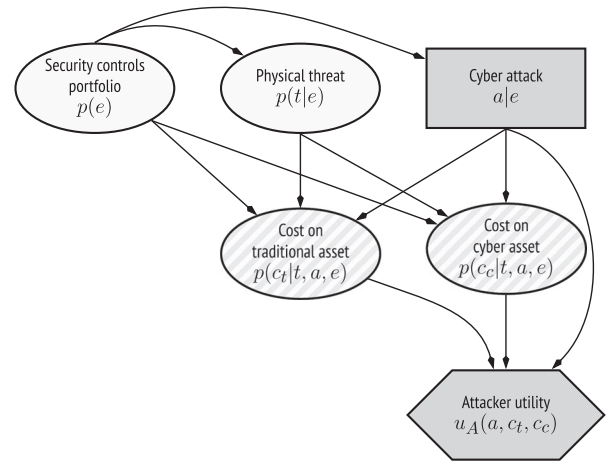 Security controls
portfolio
p(e)
Physical threat
p(t|e)
Cyber attack
a|e
Cost on
traditional asset
p(c_t|t, a, e)
Cost on
cyber asset
p(c_c|t, a, e)
Attacker utility
u_A(a, c_t, c_c)